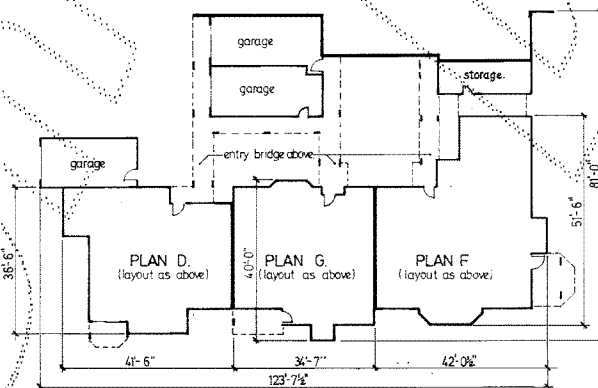 garage
garage
storage.
garage
entry bridge above
PLAN D.
(layout as above)
PLAN G.
(layout as above)
PLAN F
(layout as above)
36'-6"
40'-0"
51'-6"
81'-0"
41'-6"
34'-7"
42'-0½"
123'-7½"